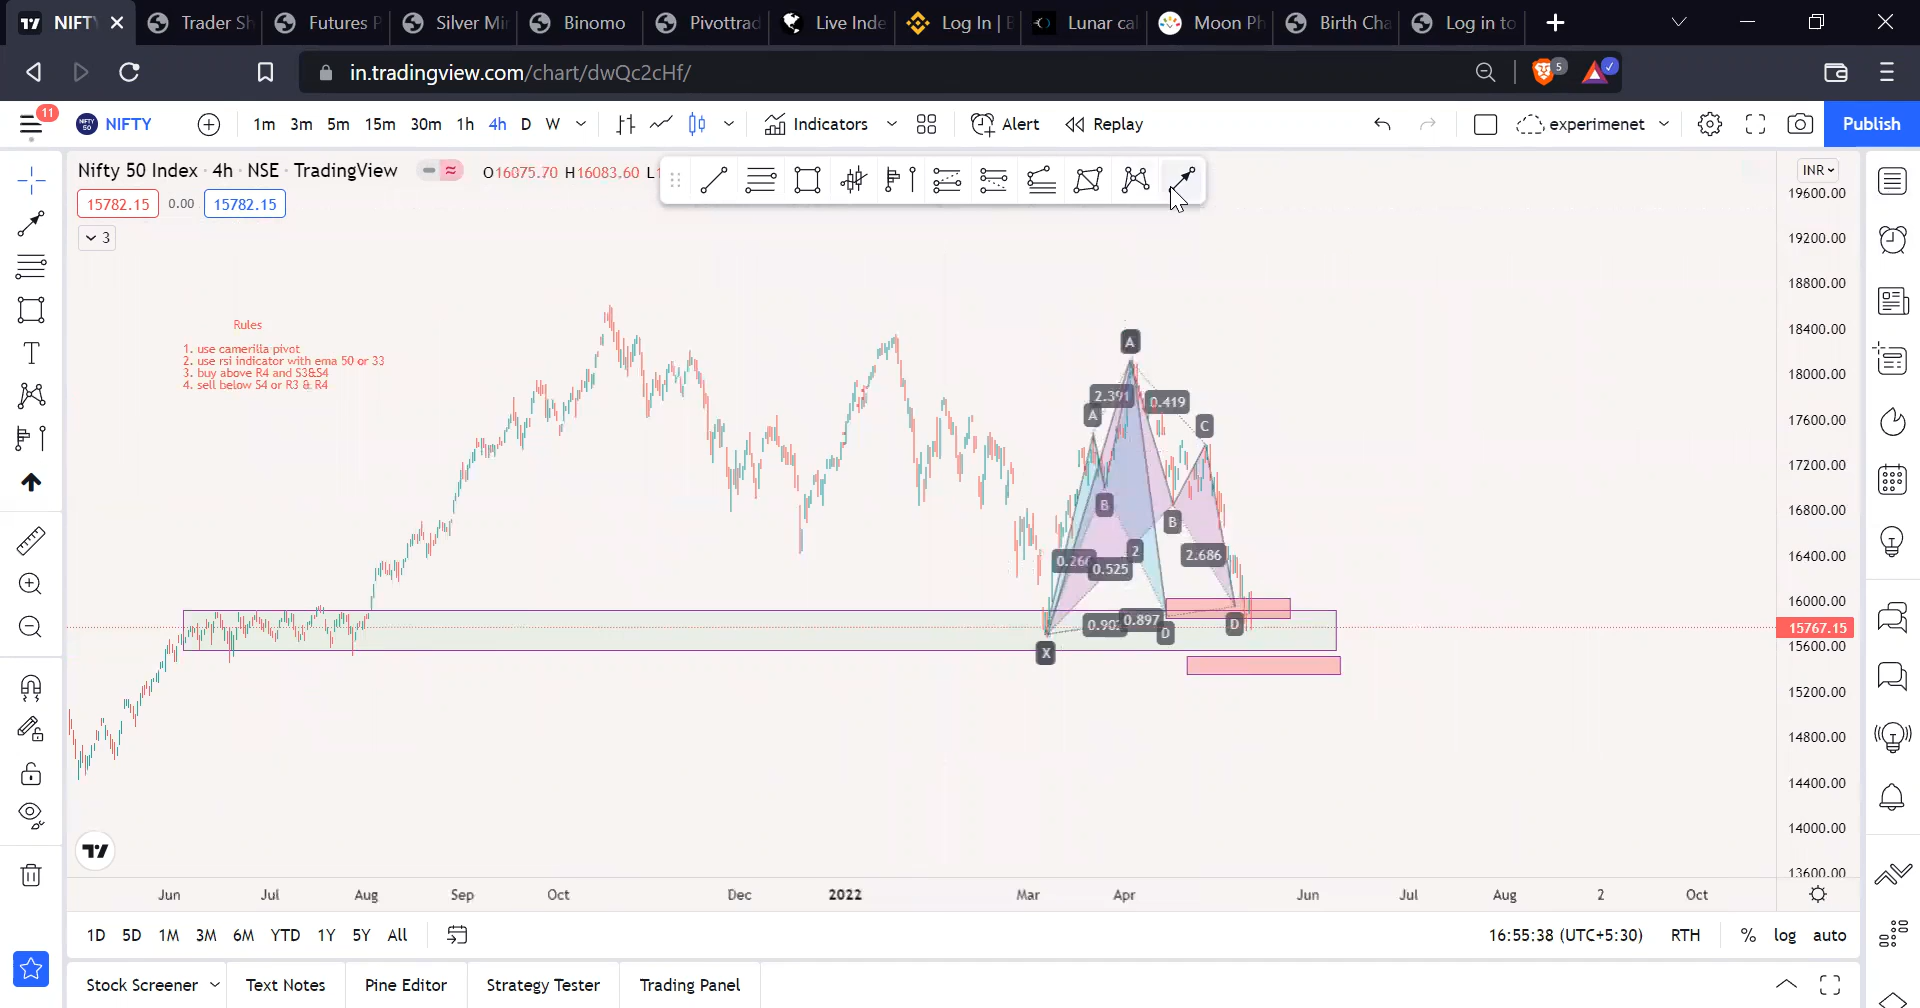 NIFT
Trader Sh
Futures P
Silver Mir
Binomo
Pivottrad
Live Inde
Log In | B
Lunar cal
Moon Ph
Birth Cha
Log in to
in.tradingview.com/chart/dwQc2cHf/
5
11
NIFTY
1m 3m 5m 15m 30m 1h 4h D W
Indicators
Alert
Replay
experimenet
Publish
Nifty 50 Index · 4h · NSE · TradingView
O16075.70 H16083.60 L1
INR
15782.15 0.00 15782.15
3
19600.00
19200.00
18800.00
18400.00
18000.00
17600.00
17200.00
16800.00
16400.00
16000.00
15767.15
15600.00
15200.00
14800.00
14400.00
14000.00
13600.00
Rules
1. use camerilla pivot
2. use rsi indicator with ema 50 or 33
3. buy above R4 and S3&S4
4. sell below S4 or R3 & R4
A
2.391 0.419
A
C
B
B
2
2.686
0.266
0.525
0.897
D
D
X
Jun Jul Aug Sep Oct Dec 2022 Mar Apr Jun Jul Aug 2 Oct
1D 5D 1M 3M 6M YTD 1Y 5Y All
16:55:38 (UTC+5:30) RTH % log auto
Stock Screener Text Notes Pine Editor Strategy Tester Trading Panel